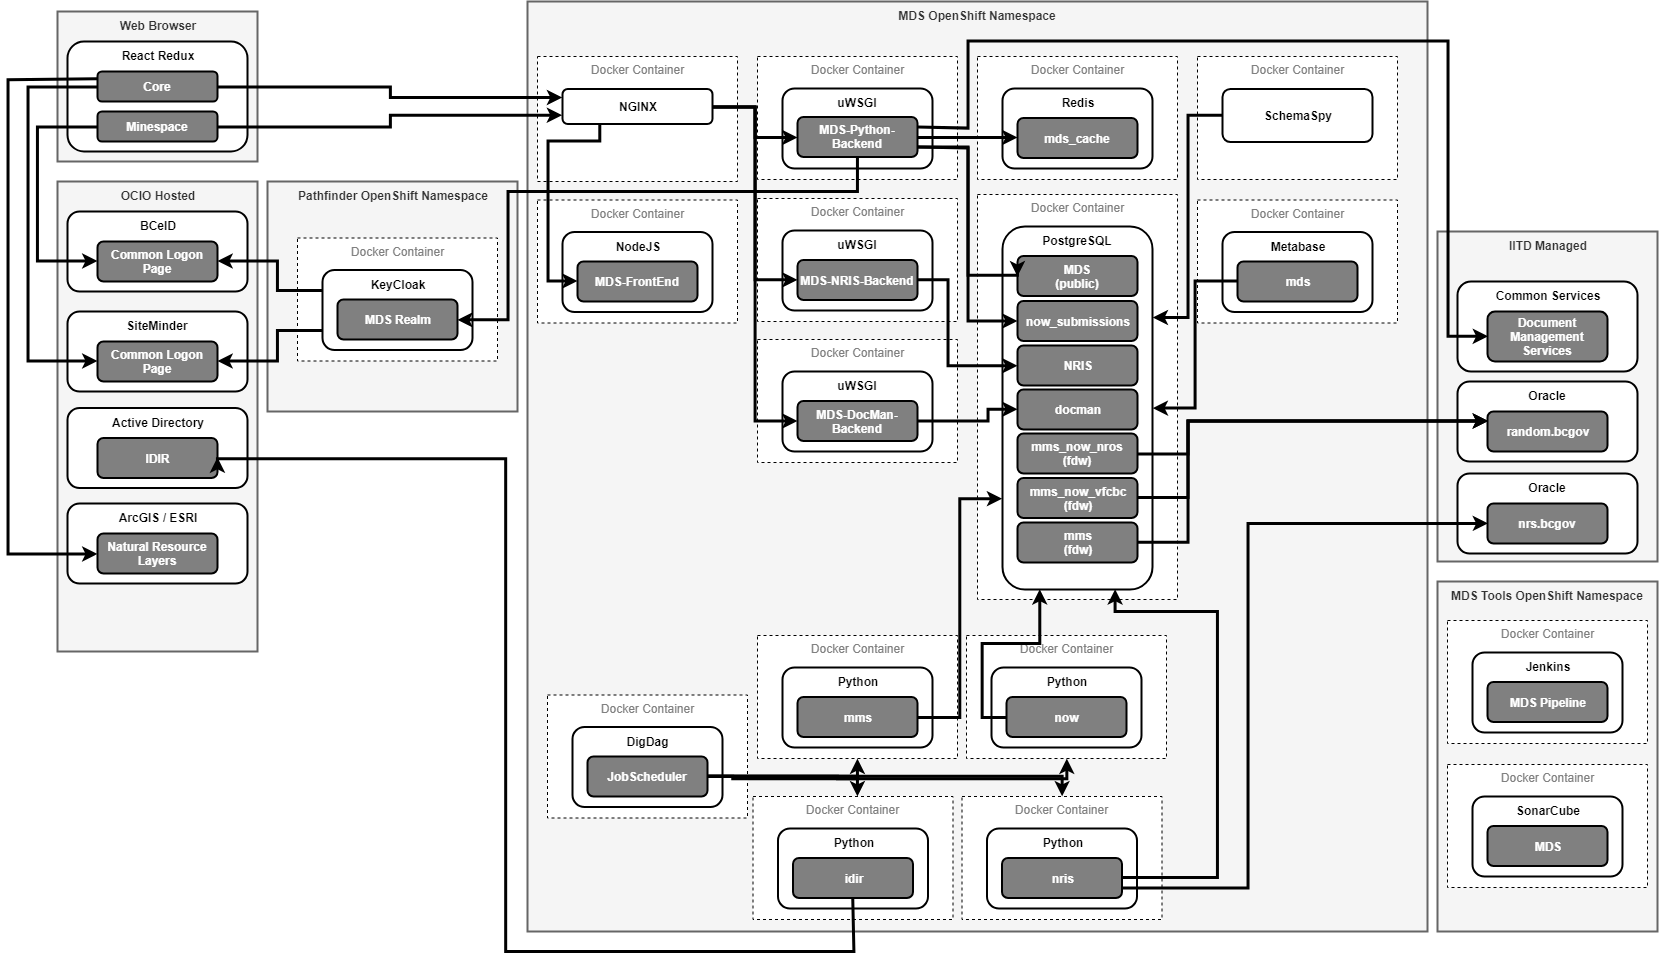 Web Browser
React Redux
Core
Minespace
OCIO Hosted
BCeID
Common Logon
Page
SiteMinder
Common Logon
Page
Active Directory
IDIR
ArcGIS / ESRI
Natural Resource
Layers
Pathfinder OpenShift Namespace
Docker Container
KeyCloak
MDS Realm
MDS OpenShift Namespace
Docker Container
NGINX
Docker Container
NodeJS
MDS-FrontEnd
Docker Container
uWSGI
MDS-Python-
Backend
Docker Container
uWSGI
MDS-NRIS-Backend
Docker Container
uWSGI
MDS-DocMan-
Backend
Docker Container
Redis
mds_cache
Docker Container
PostgreSQL
MDS
(public)
now_submissions
NRIS
docman
mms_now_nros
(fdw)
mms_now_vfcbc
(fdw)
mms
(fdw)
Docker Container
SchemaSpy
Docker Container
Metabase
mds
Docker Container
DigDag
JobScheduler
Docker Container
Python
mms
Docker Container
Python
now
Docker Container
Python
idir
Docker Container
Python
nris
IITD Managed
Common Services
Document
Management
Services
Oracle
random.bcgov
Oracle
nrs.bcgov
MDS Tools OpenShift Namespace
Docker Container
Jenkins
MDS Pipeline
Docker Container
SonarCube
MDS